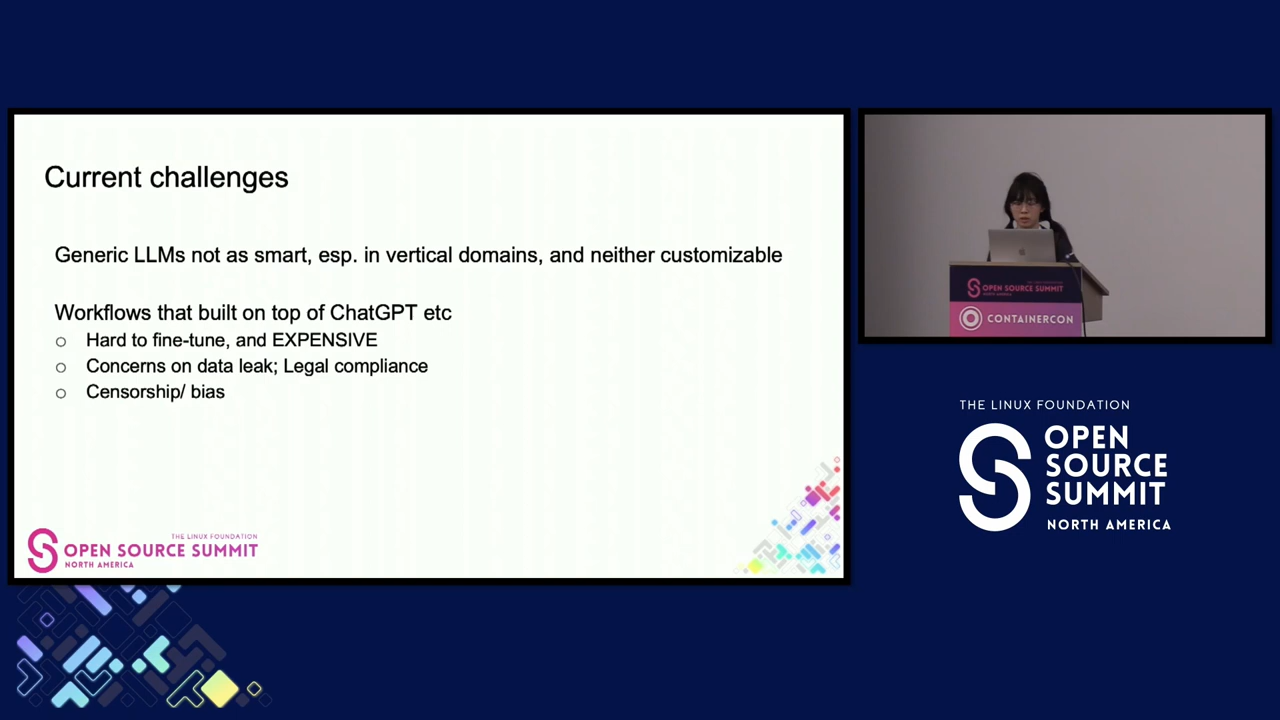 Current challenges
Generic LLMs not as smart, esp. in vertical domains, and neither customizable
Workflows that built on top of ChatGPT etc
Hard to fine-tune, and EXPENSIVE
Concerns on data leak; Legal compliance
Censorship/ bias
THE LINUX FOUNDATION
OPEN SOURCE SUMMIT
NORTH AMERICA
OPEN SOURCE SUMMIT
NORTH AMERICA
CONTAINERCON
THE LINUX FOUNDATION
OPEN
SOURCE
SUMMIT
NORTH AMERICA